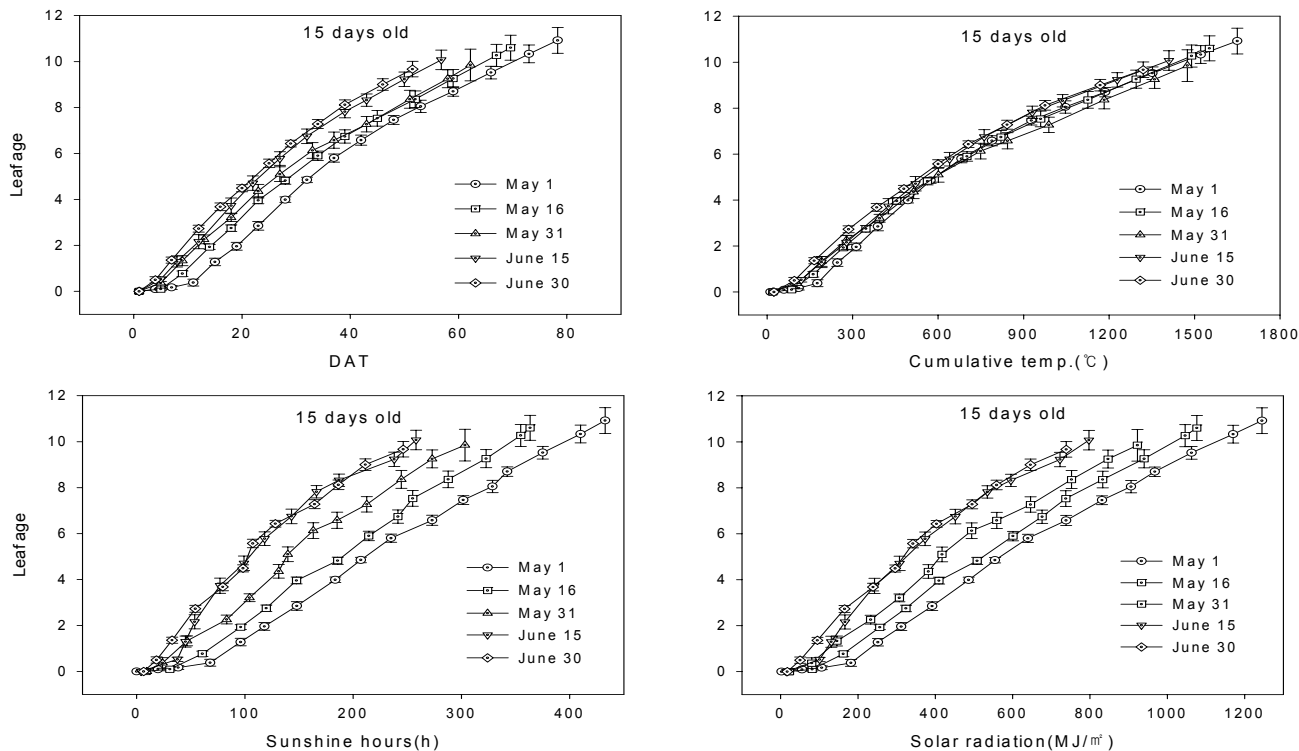 12
10
8
6
4
2
0
Leaf age
15 days old
May 1
May 16
May 31
June 15
June 30
0 20 40 60 80
DAT
12
10
8
6
4
2
0
15 days old
May 1
May 16
May 31
June 15
June 30
0 300 600 900 1200 1500 1800
Cumulative temp.(℃)
12
10
8
6
4
2
0
Leaf age
15 days old
May 1
May 16
May 31
June 15
June 30
0 100 200 300 400
Sunshine hours(h)
12
10
8
6
4
2
0
15 days old
May 1
May 16
May 31
June 15
June 30
0 200 400 600 800 1000 1200
Solar radiation(MJ/㎡)